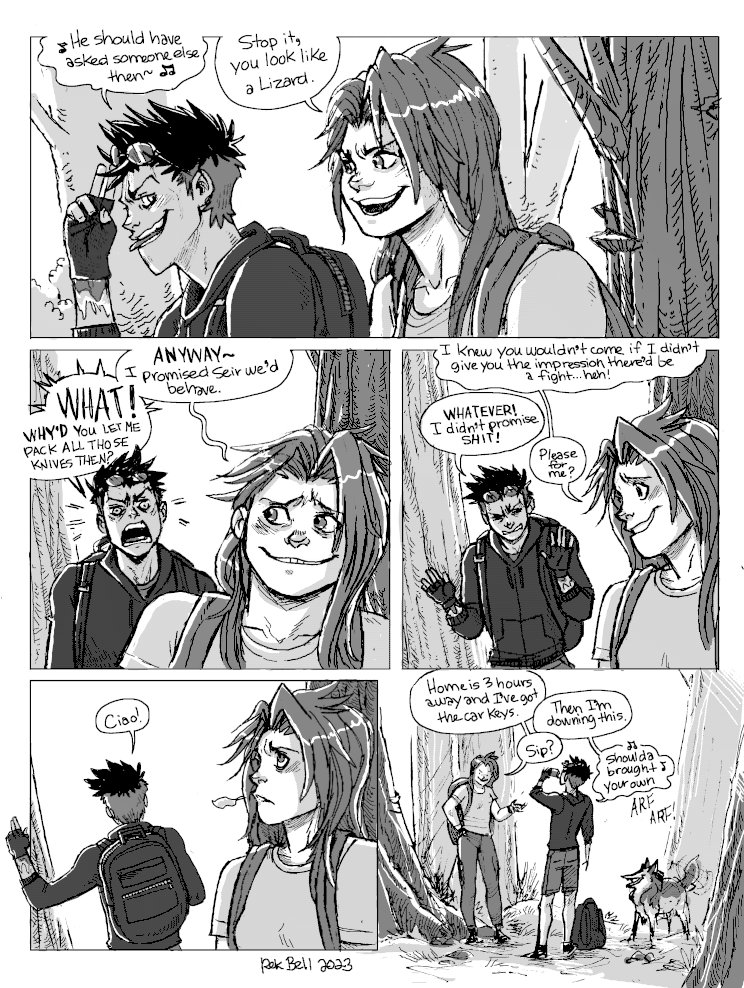 ♪ He should have
asked someone else
then~ ♫
Stop it,
you look like
a Lizard.
WHAT!
WHY'D YOU LET ME
PACK ALL THOSE
KNIVES THEN?
ANYWAY~
I promised Seir we'd
behave.
I knew you wouldn't come if I didn't
give you the impression there'd be
a fight...heh!
WHATEVER!
I didn't promise
SHIT!
Please
for
me?
Ciao!
Home is 3 hours
away and I've got
the car keys.
Sip?
Then I'm
downing this.
♫
Shoulda
brought ♪
your own
ARF
ARF!
Rek Bell 2023